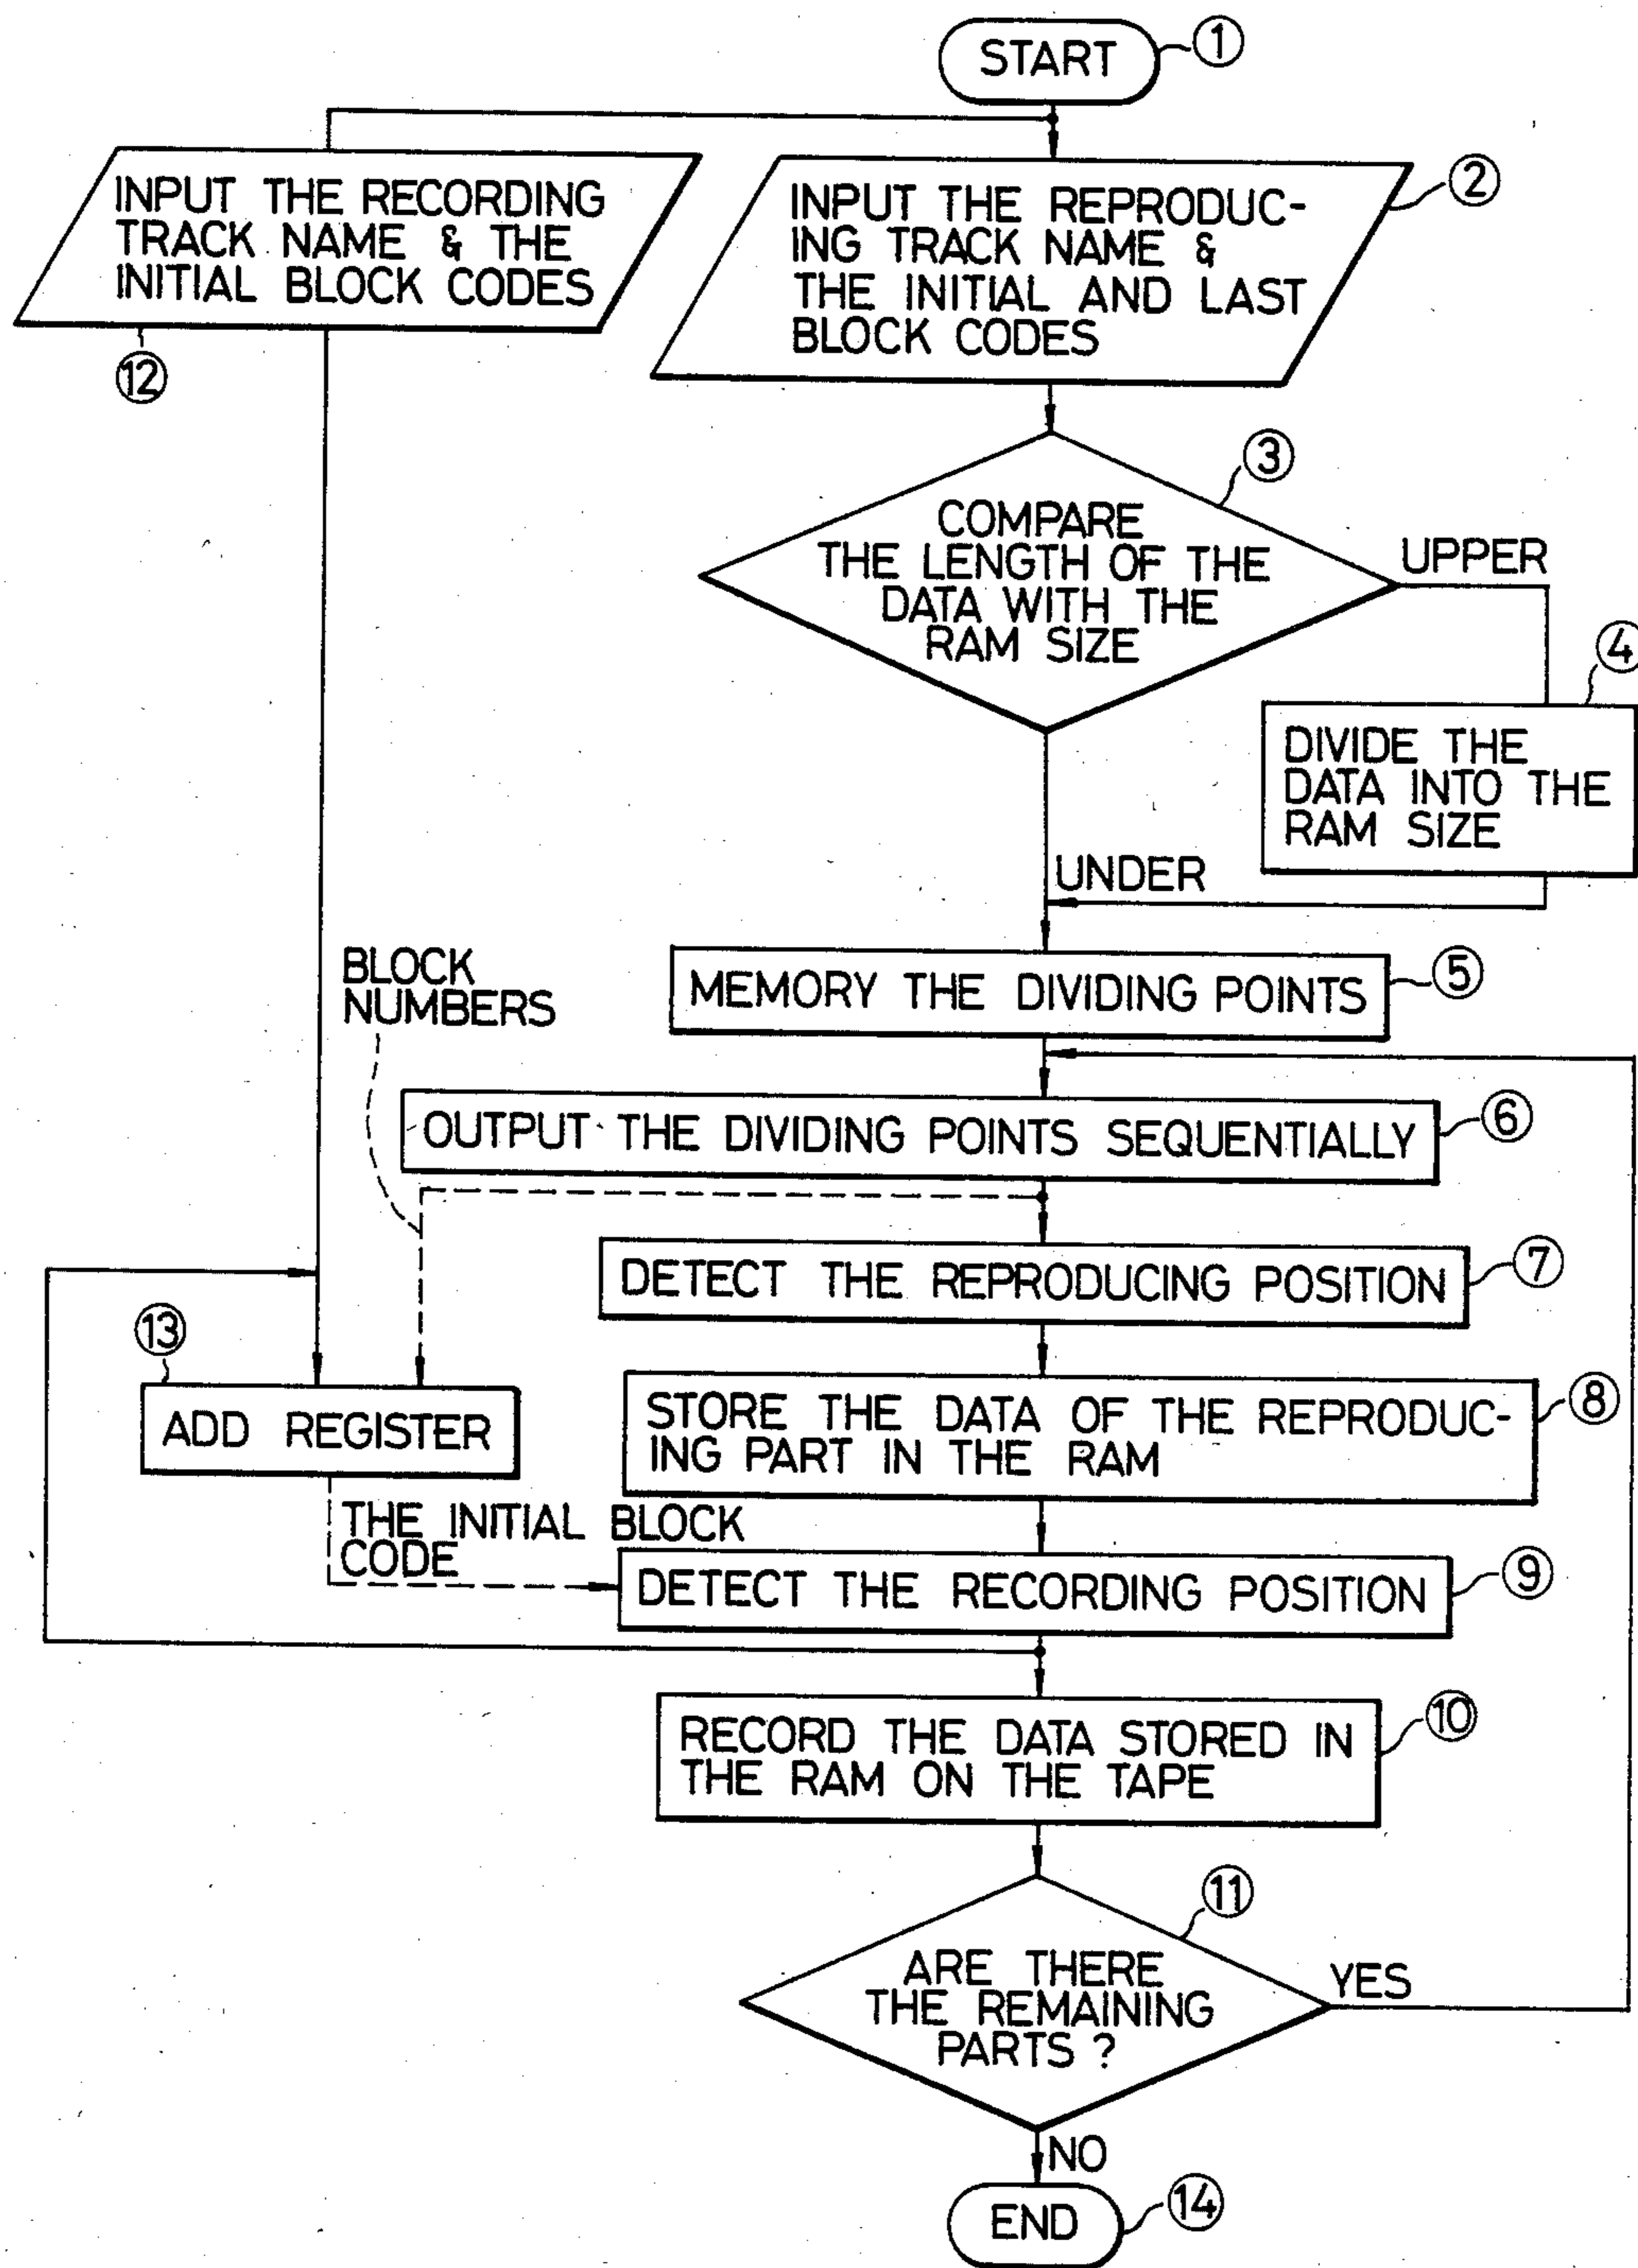 START
①
INPUT THE RECORDING
TRACK NAME & THE
INITIAL BLOCK CODES
⑫
INPUT THE REPRODUC-
ING TRACK NAME &
THE INITIAL AND LAST
BLOCK CODES
②
COMPARE
THE LENGTH OF THE
DATA WITH THE
RAM SIZE
③
UPPER
④
DIVIDE THE
DATA INTO THE
RAM SIZE
UNDER
MEMORY THE DIVIDING POINTS
⑤
BLOCK
NUMBERS
OUTPUT THE DIVIDING POINTS SEQUENTIALLY
⑥
DETECT THE REPRODUCING POSITION
⑦
⑬
ADD REGISTER
STORE THE DATA OF THE REPRODUC-
ING PART IN THE RAM
⑧
THE INITIAL BLOCK
CODE
DETECT THE RECORDING POSITION
⑨
RECORD THE DATA STORED IN
THE RAM ON THE TAPE
⑩
ARE THERE
THE REMAINING
PARTS ?
⑪
YES
NO
END
⑭